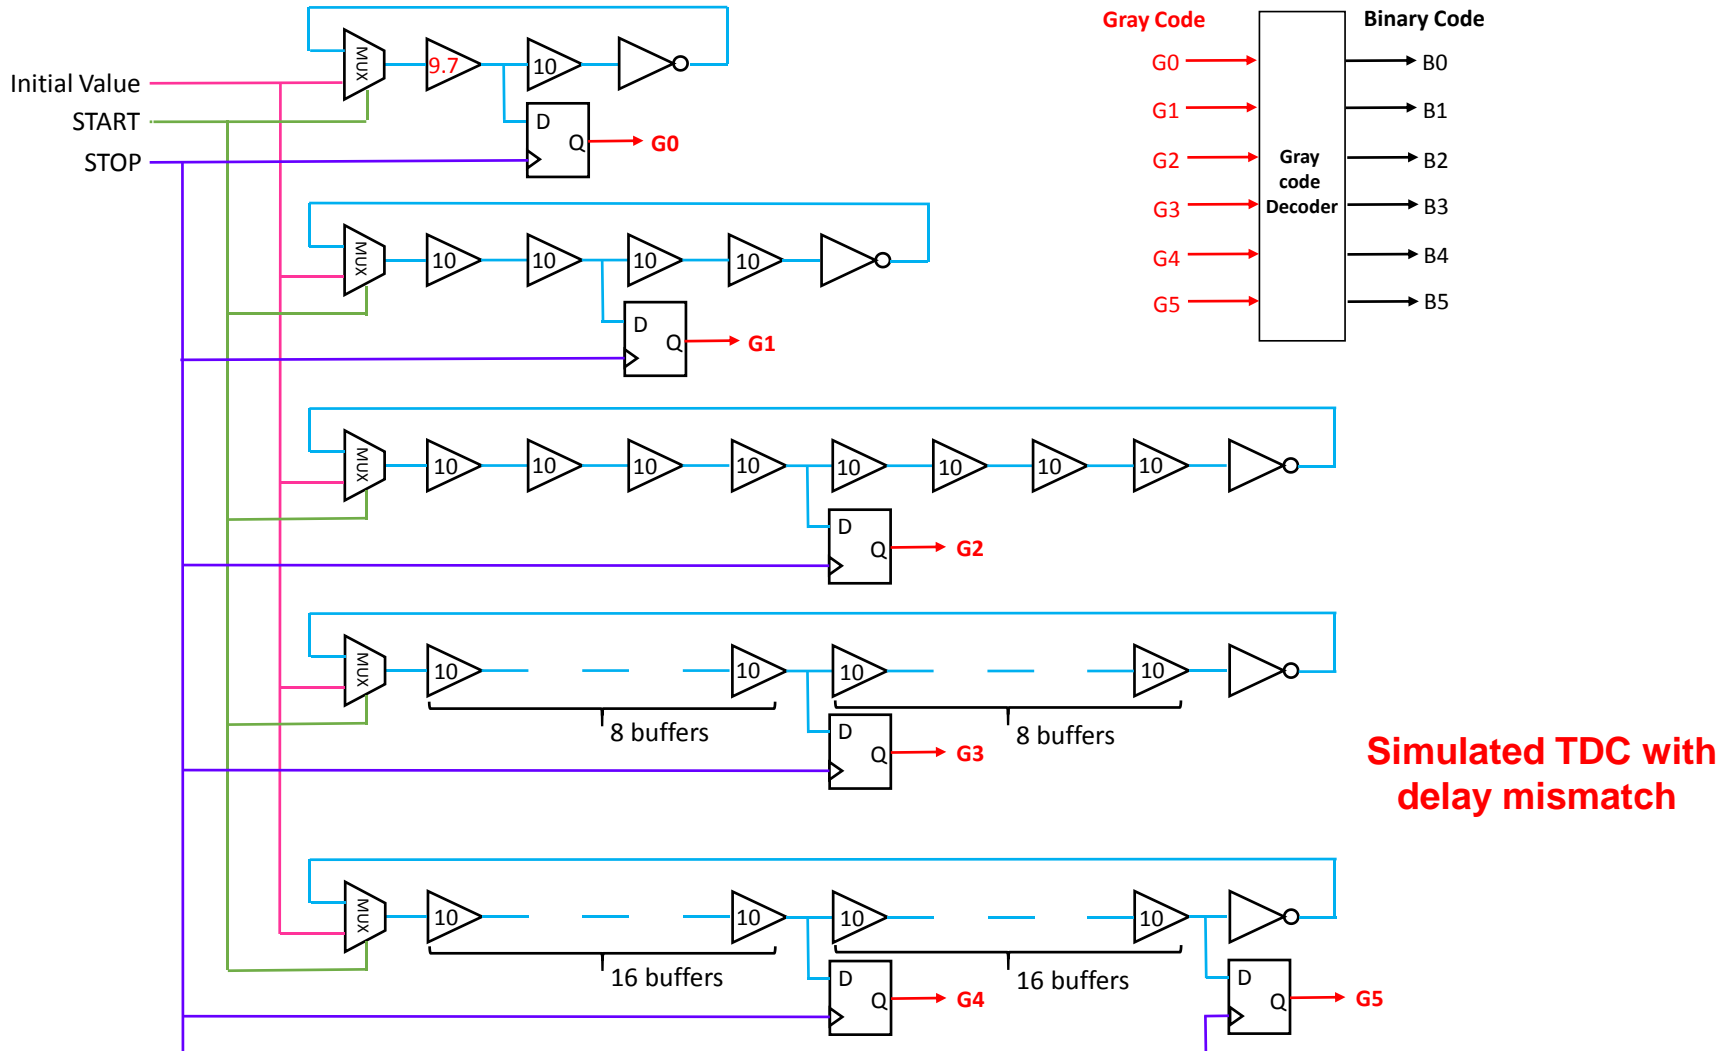 Initial Value
START
STOP
MUX
9.7
10
D
Q
G0
MUX
10
10
10
10
D
Q
G1
MUX
10
10
10
10
10
10
10
10
D
Q
G2
MUX
10
10
10
10
8 buffers
8 buffers
D
Q
G3
MUX
10
10
10
10
16 buffers
16 buffers
D
Q
G4
D
Q
G5
Gray Code
Binary Code
G0
G1
G2
G3
G4
G5
Gray
code
Decoder
B0
B1
B2
B3
B4
B5
Simulated TDC with
delay mismatch